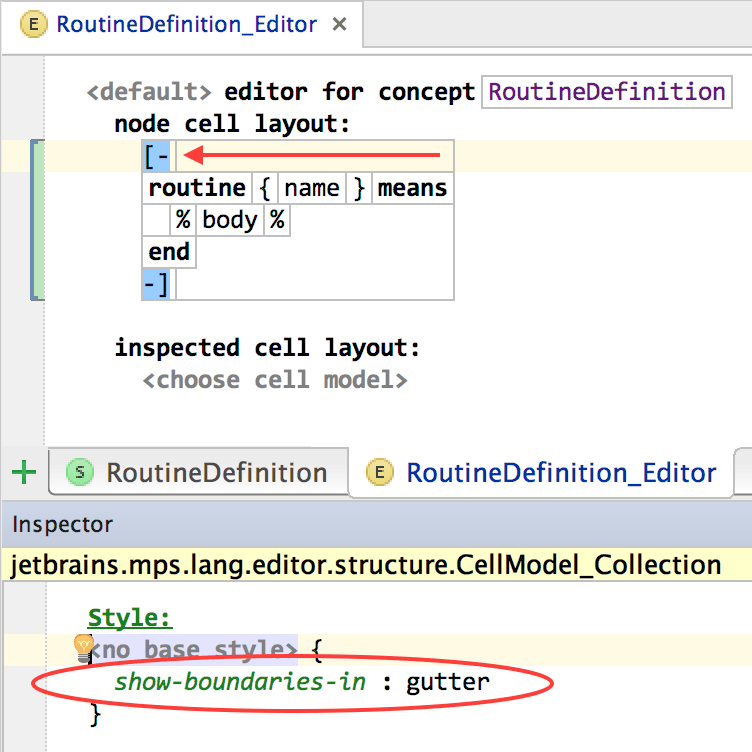 E RoutineDefinition_Editor ×
<default> editor for concept RoutineDefinition
node cell layout:
[-
routine { name } means
% body %
end
-]
inspected cell layout:
<choose cell model>
+ S RoutineDefinition E RoutineDefinition_Editor
Inspector
jetbrains.mps.lang.editor.structure.CellModel_Collection
Style:
<no base style> {
show-boundaries-in : gutter
}